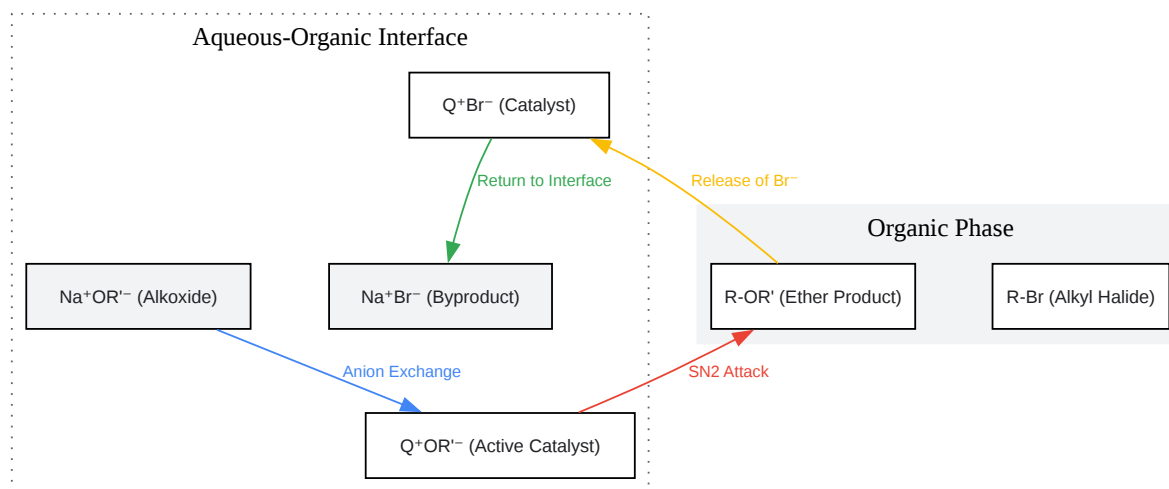 Aqueous-Organic Interface
Q⁺Br⁻ (Catalyst)
Return to Interface
Release of Br⁻
Organic Phase
Na⁺OR'⁻ (Alkoxide)
Na⁺Br⁻ (Byproduct)
R-OR' (Ether Product)
R-Br (Alkyl Halide)
Anion Exchange
SN2 Attack
Q⁺OR'⁻ (Active Catalyst)